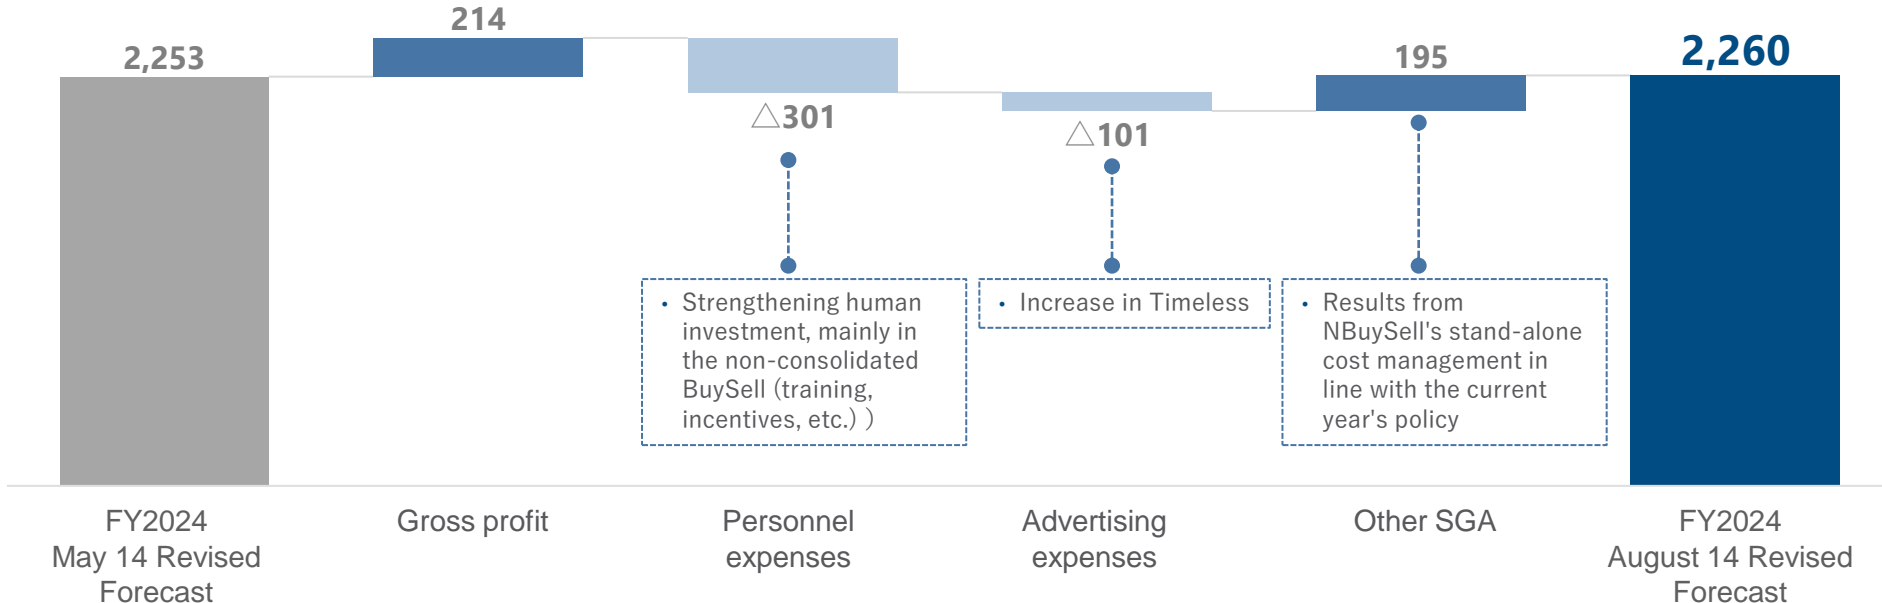 2,253
214
△301
△101
195
2,260
• Strengthening human
investment, mainly in
the non-consolidated
BuySell (training,
incentives, etc.) )
• Increase in Timeless
• Results from
NBuySell's stand-alone
cost management in
line with the current
year's policy
FY2024
May 14 Revised
Forecast
Gross profit
Personnel
expenses
Advertising
expenses
Other SGA
FY2024
August 14 Revised
Forecast